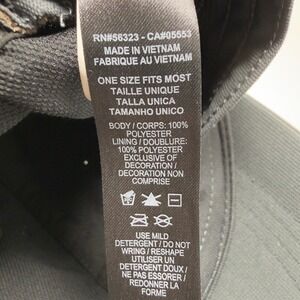 RN#56323 - CA#05553
MADE IN VIETNAM
FABRIQUE AU VIETNAM
ONE SIZE FITS MOST
TAILLE UNIQUE
TALLA UNICA
TAMANHO UNICO
BODY / CORPS: 100%
POLYESTER
LINING / DOUBLURE:
100% POLYESTER
EXCLUSIVE OF
DECORATION /
DECORATION NON
COMPRISE
USE MILD
DETERGENT / DO NOT
WRING / RESHAPE
UTILISER UN
DETERGENT DOUX /
NE PAS ESSORER /
REDONNER LA
FORME